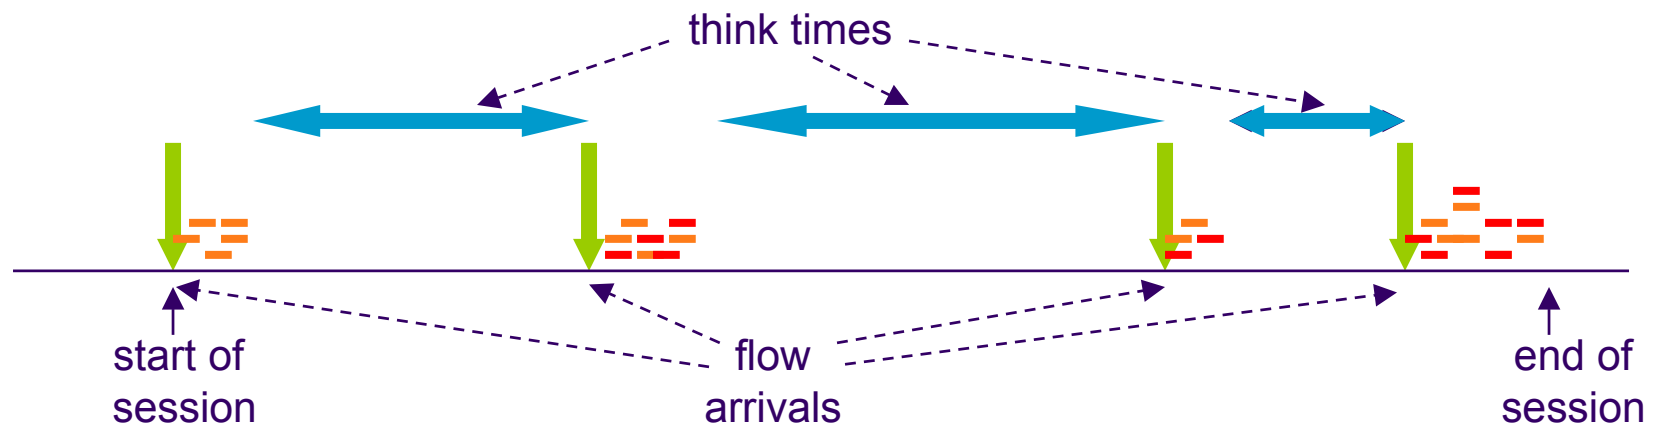 think times
start of
session
flow
arrivals
end of
session